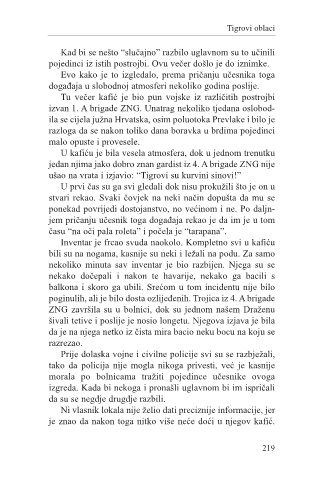 Tigrovi oblaci
Kad bi se nešto “slučajno” razbilo uglavnom su to učinili
pojedinci iz istih postrojbi. Ovu večer došlo je do iznimke.
Evo kako je to izgledalo, prema pričanju učesnika toga
događaja u slobodnoj atmosferi nekoliko godina poslije.
Tu večer kafić je bio pun vojske iz različitih postrojbi
izvan 1. A brigade ZNG. Unatrag nekoliko tjedana oslobod-
ila se cijela južna Hrvatska, osim poluotoka Prevlake i bilo je
razloga da se nakon toliko dana boravka u brdima pojedinci
malo opuste i provesele.
U kafiću je bila vesela atmosfera, dok u jednom trenutku
jedan njima jako dobro znan gardist iz 4. A brigade ZNG nije
ušao na vrata i izjavio: “Tigrovi su kurvini sinovi!”
U prvi čas su ga svi gledali dok nisu prokužili što je on u
stvari rekao. Svaki čovjek na neki način dopušta da mu se
ponekad povrijedi dostojanstvo, no većinom i ne. Po daljn-
jem pričanju učesnik toga događaja rekao je da im je u tom
času “na oči pala roleta” i počela je “tarapana”.
Inventar je frcao svuda naokolo. Kompletno svi u kafiću
bili su na nogama, kasnije su neki i ležali na podu. Za samo
nekoliko minuta sav inventar je bio razbijen. Njega su se
nekako dočepali i nakon te havarije, nekako ga bacili s
balkona i skoro ga ubili. Srećom u tom incidentu nije bilo
poginulih, ali je bilo dosta ozlijeđenih. Trojica iz 4. A brigade
ZNG završila su u bolnici, dok su jednom našem Draženu
šivali tetive i poslije je nosio longetu. Njegova izjava je bila
da je na njega netko iz čista mira bacio neku bocu na koju se
razrezao.
Prije dolaska vojne i civilne policije svi su se razbježali,
tako da policija nije mogla nikoga privesti, već je kasnije
morala po bolnicama tražiti pojedince učesnike ovoga
izgreda. Kada bi nekoga i pronašli uglavnom bi im ispričali
da su se negdje drugdje razbili.
Ni vlasnik lokala nije želio dati preciznije informacije, jer
je znao da nakon toga nitko više neće doći u njegov kafić.
219